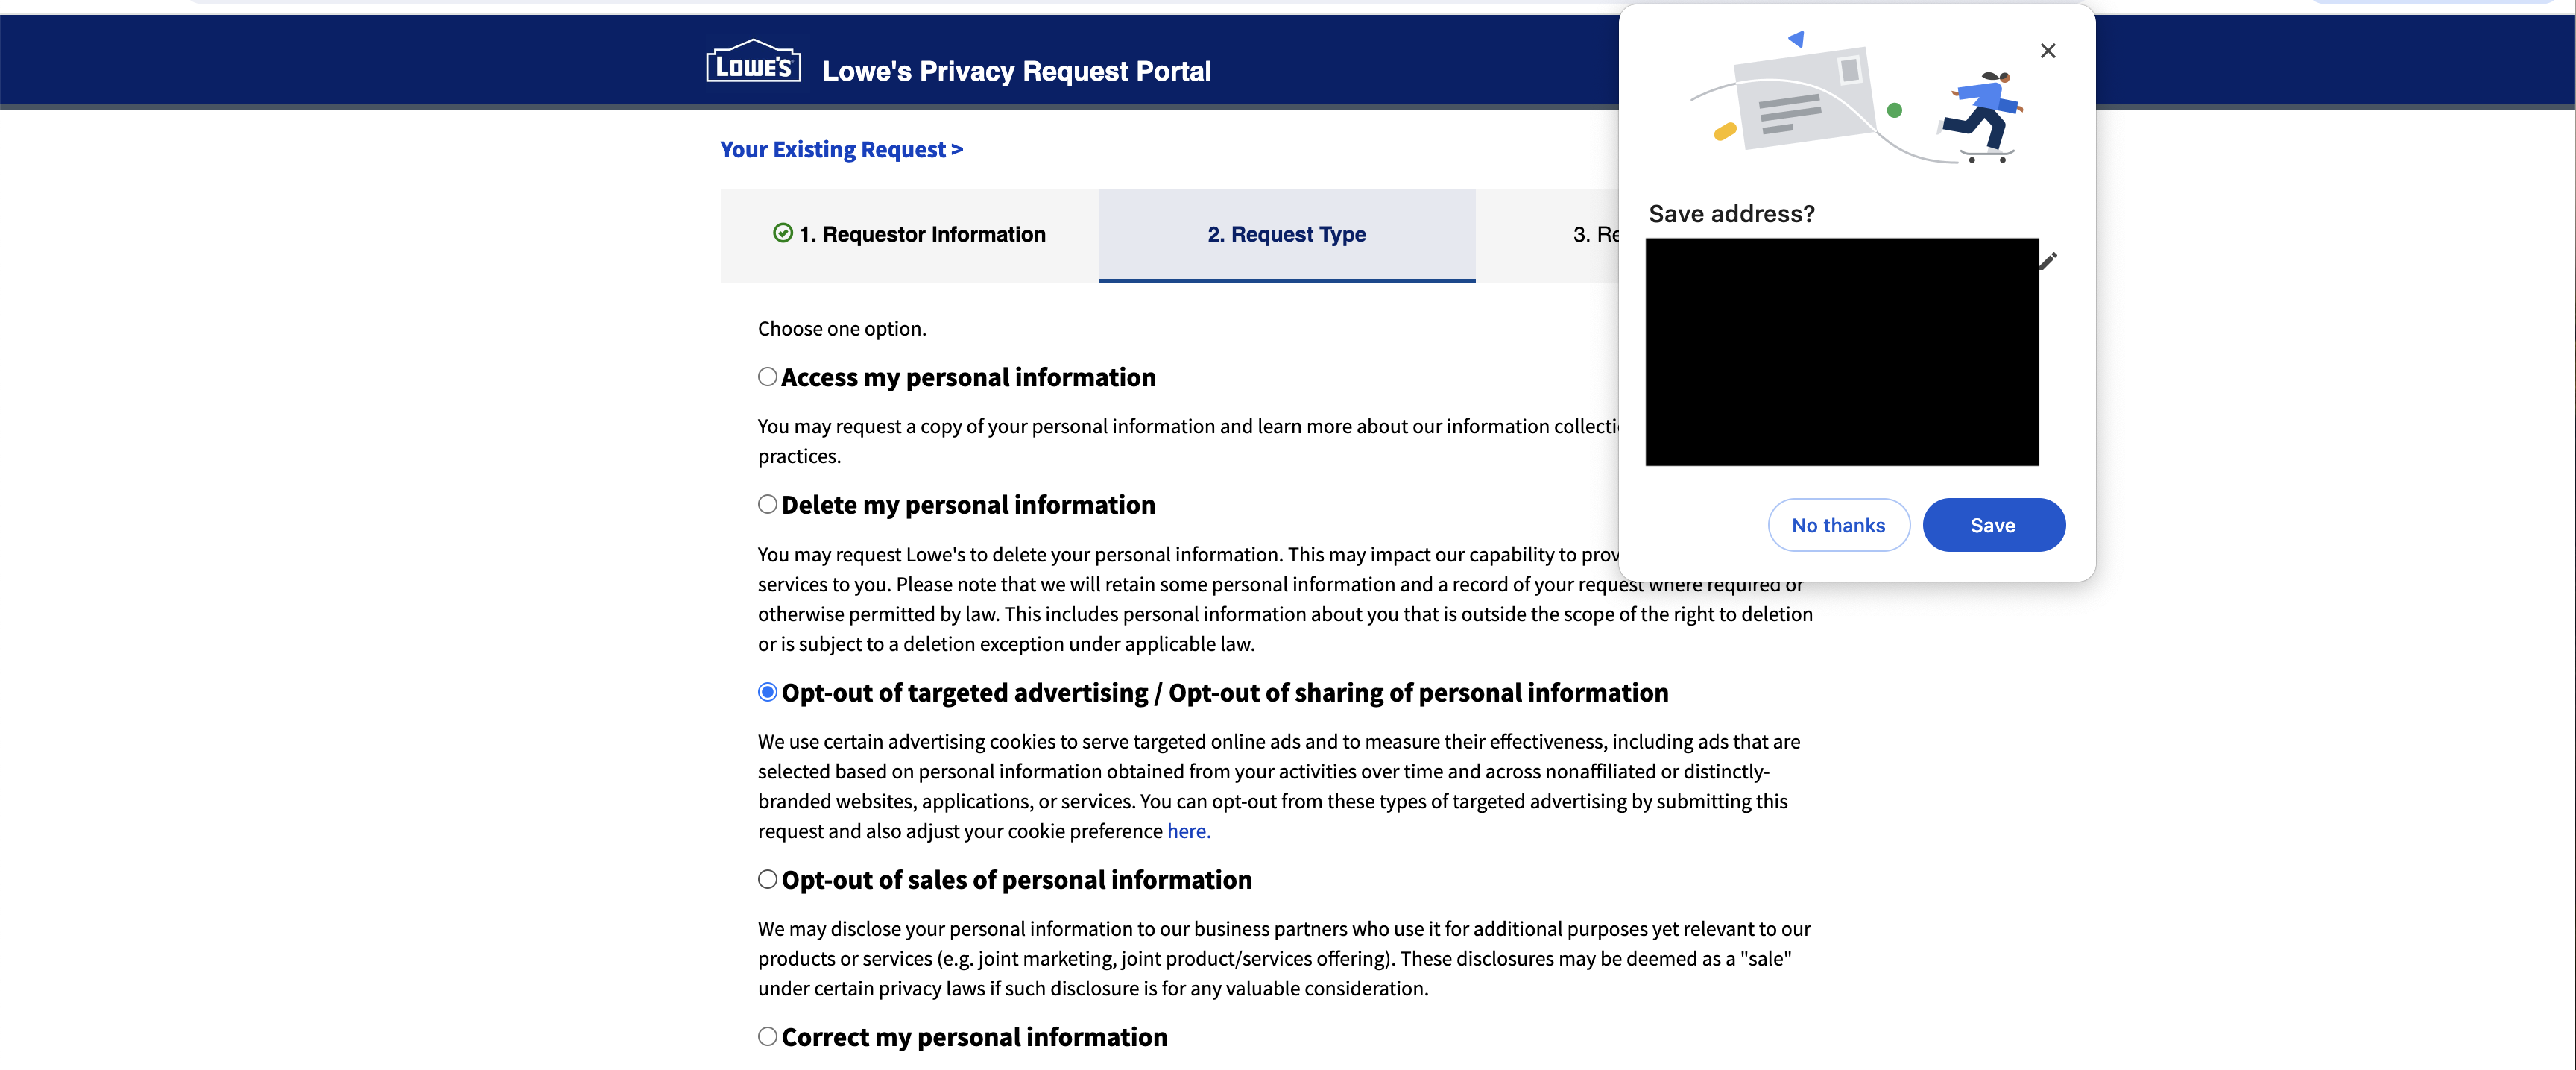 LOWE'S
Lowe's Privacy Request Portal
Your Existing Request >
1. Requestor Information
2. Request Type
3. Re
Choose one option.
Access my personal information
You may request a copy of your personal information and learn more about our information collecti
practices.
Delete my personal information
You may request Lowe's to delete your personal information. This may impact our capability to prov
services to you. Please note that we will retain some personal information and a record of your request where required or
otherwise permitted by law. This includes personal information about you that is outside the scope of the right to deletion
or is subject to a deletion exception under applicable law.
Opt-out of targeted advertising / Opt-out of sharing of personal information
We use certain advertising cookies to serve targeted online ads and to measure their effectiveness, including ads that are
selected based on personal information obtained from your activities over time and across nonaffiliated or distinctly-
branded websites, applications, or services. You can opt-out from these types of targeted advertising by submitting this
request and also adjust your cookie preference here.
Opt-out of sales of personal information
We may disclose your personal information to our business partners who use it for additional purposes yet relevant to our
products or services (e.g. joint marketing, joint product/services offering). These disclosures may be deemed as a "sale"
under certain privacy laws if such disclosure is for any valuable consideration.
Correct my personal information
Save address?
No thanks
Save